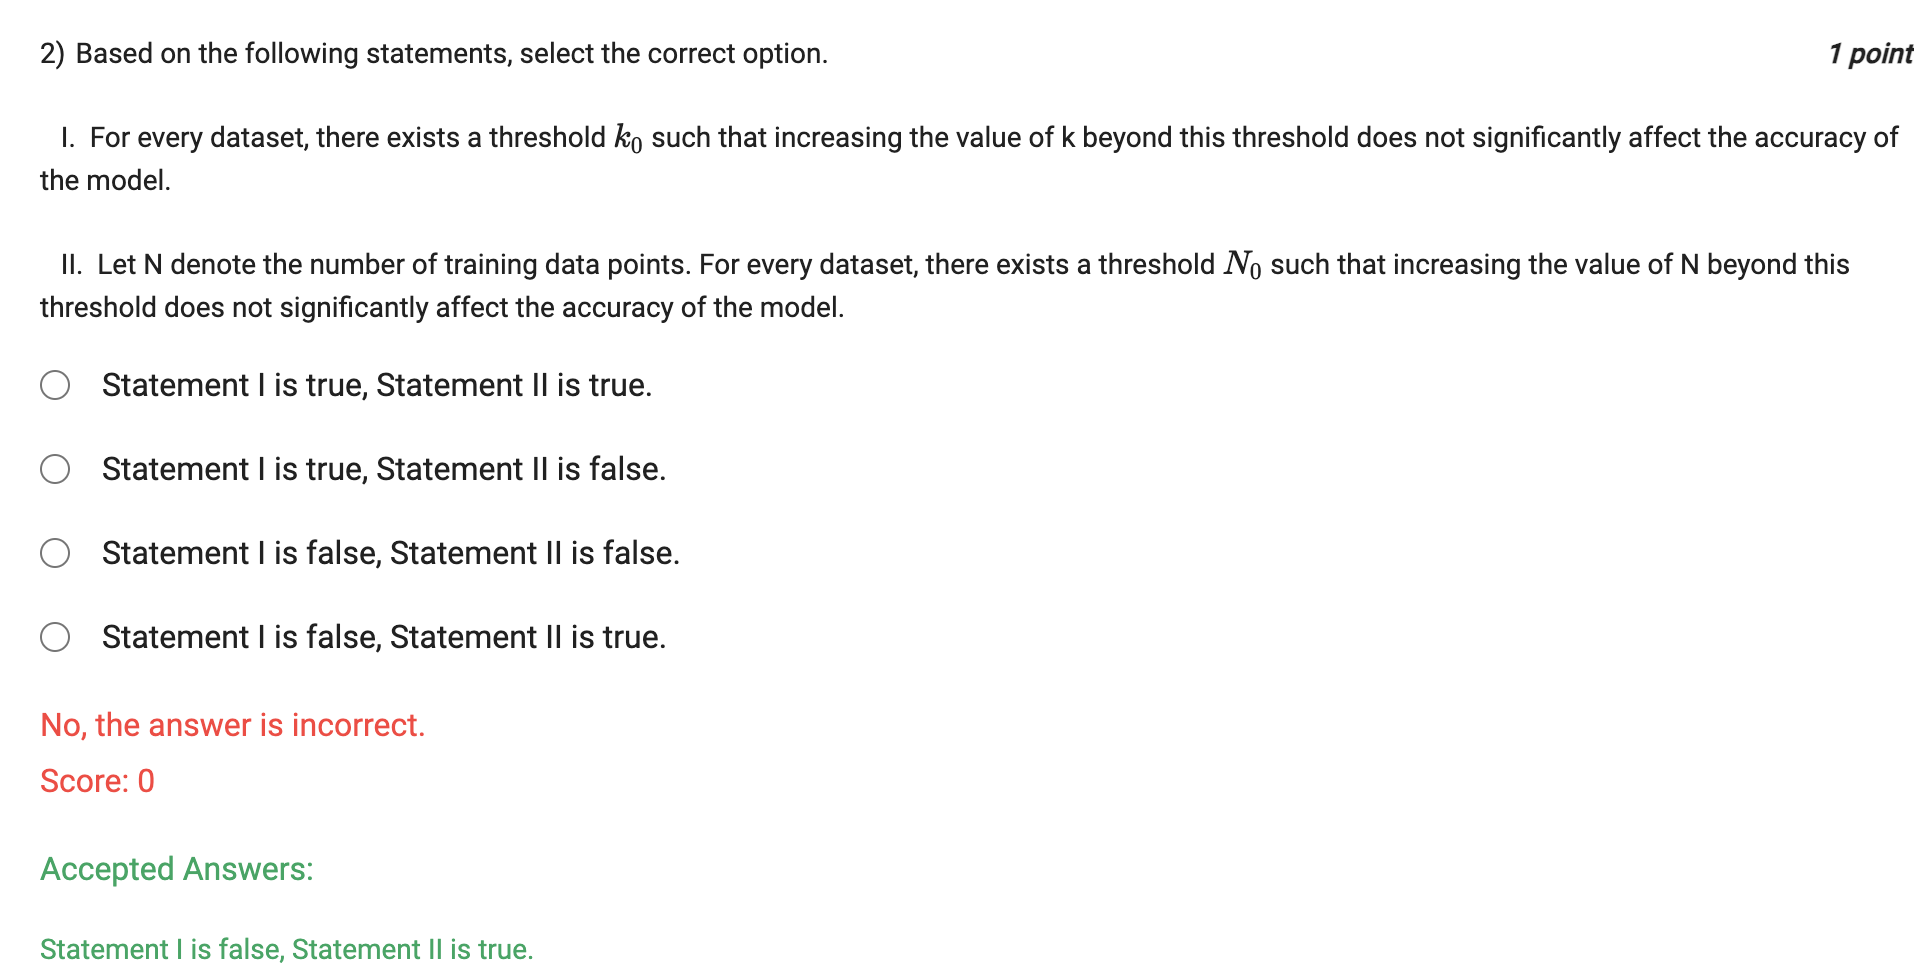 2) Based on the following statements, select the correct option.
1 point
I. For every dataset, there exists a threshold k₀ such that increasing the value of k beyond this threshold does not significantly affect the accuracy of
the model.
II. Let N denote the number of training data points. For every dataset, there exists a threshold N₀ such that increasing the value of N beyond this
threshold does not significantly affect the accuracy of the model.
Statement I is true, Statement II is true.
Statement I is true, Statement II is false.
Statement I is false, Statement II is false.
Statement I is false, Statement II is true.
No, the answer is incorrect.
Score: 0
Accepted Answers:
Statement I is false, Statement II is true.